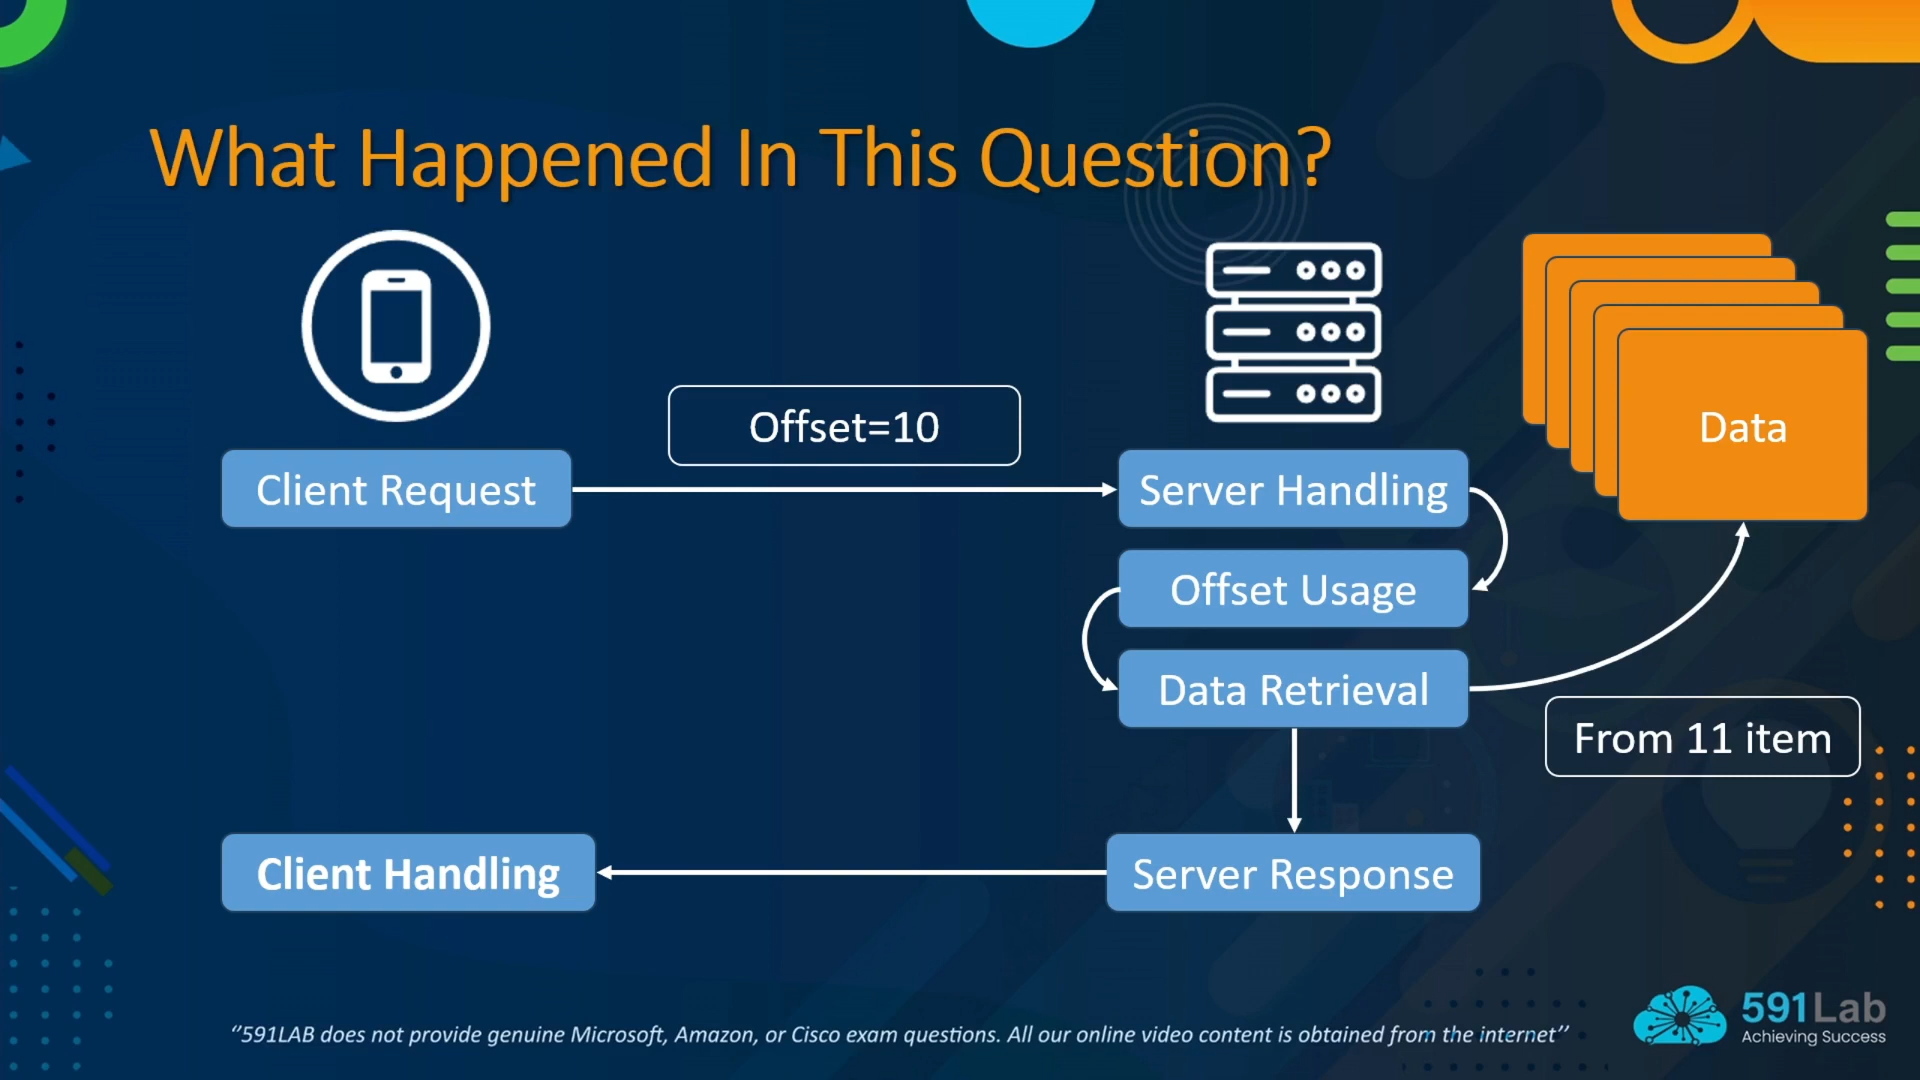 What Happened In This Question?
Offset=10
Data
Client Request
Server Handling
Offset Usage
Data Retrieval
From 11 item
Client Handling
Server Response
‘’591LAB does not provide genuine Microsoft, Amazon, or Cisco exam questions. All our online video content is obtained from the internet’’
591Lab
Achieving Success